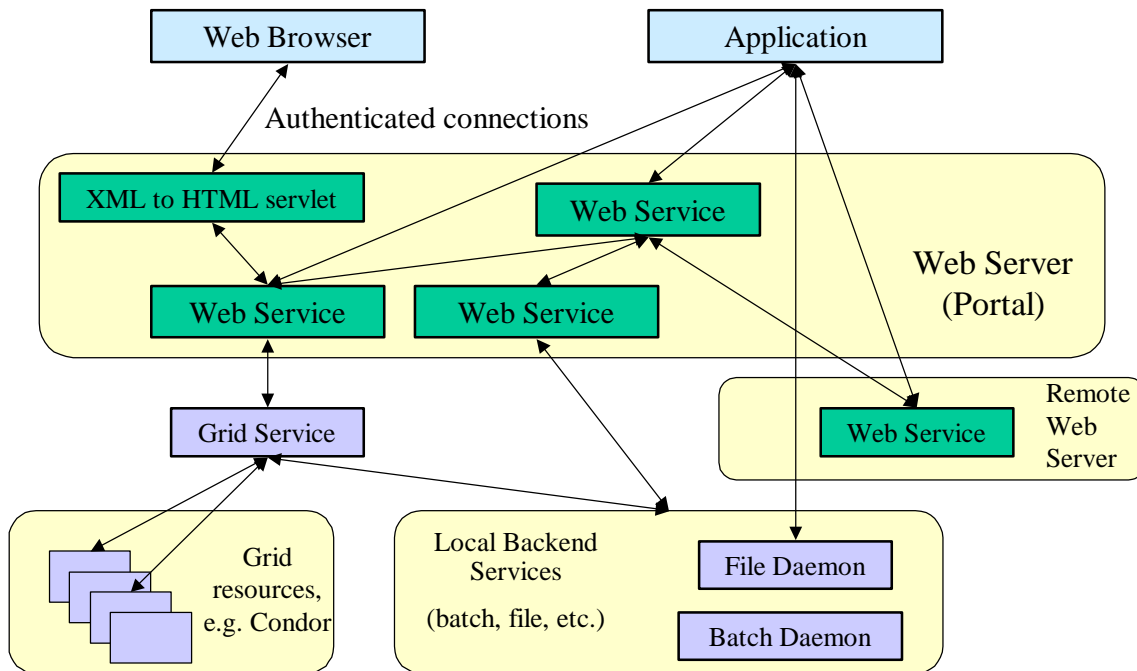 Web Browser
Application
Authenticated connections
XML to HTML servlet
Web Service
Web Server
(Portal)
Web Service
Web Service
Remote
Web
Server
Web Service
Grid Service
Grid
resources,
e.g. Condor
Local Backend
Services
(batch, file, etc.)
File Daemon
Batch Daemon